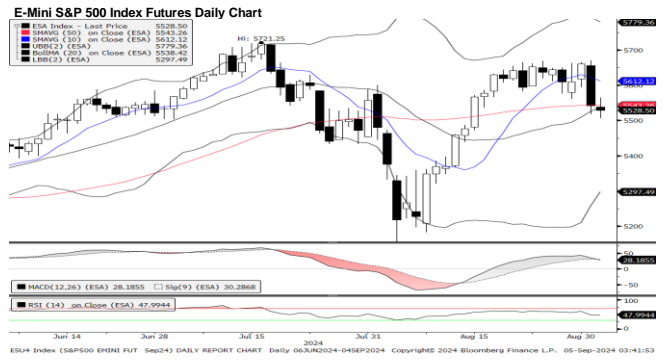 E-Mini S&P 500 Index Futures Daily Chart
ESA Index - Last Price 5528.50
SMAVG (50) on Close (ESA) 5543.26
SMAVG (10) on Close (ESA) 5612.12
UBB(2) (ESA) 5779.36
BollMA (20) on Close (ESA) 5538.42
LBB(2) (ESA) 5297.49
Hi: 5721.25
5779.36
5700
5612.12
5543.26
5528.50
5500
5400
5297.49
5200
50
28.1855
-50
MACD(12,26) (ESA) 28.1855 Sig(9) (ESA) 30.2868
100
RSI (14) on Close (ESA) 47.9944
47.9944
0
Jun 14 Jun 28 Jul 15 Jul 31 Aug 15 Aug 30
2024
ESU4 Index (S&P500 EMINI FUT Sep24) DAILY REPORT CHART Daily 06JUN2024-04SEP2024 Copyright© 2024 Bloomberg Finance L.P. 05-Sep-2024 03:41:53